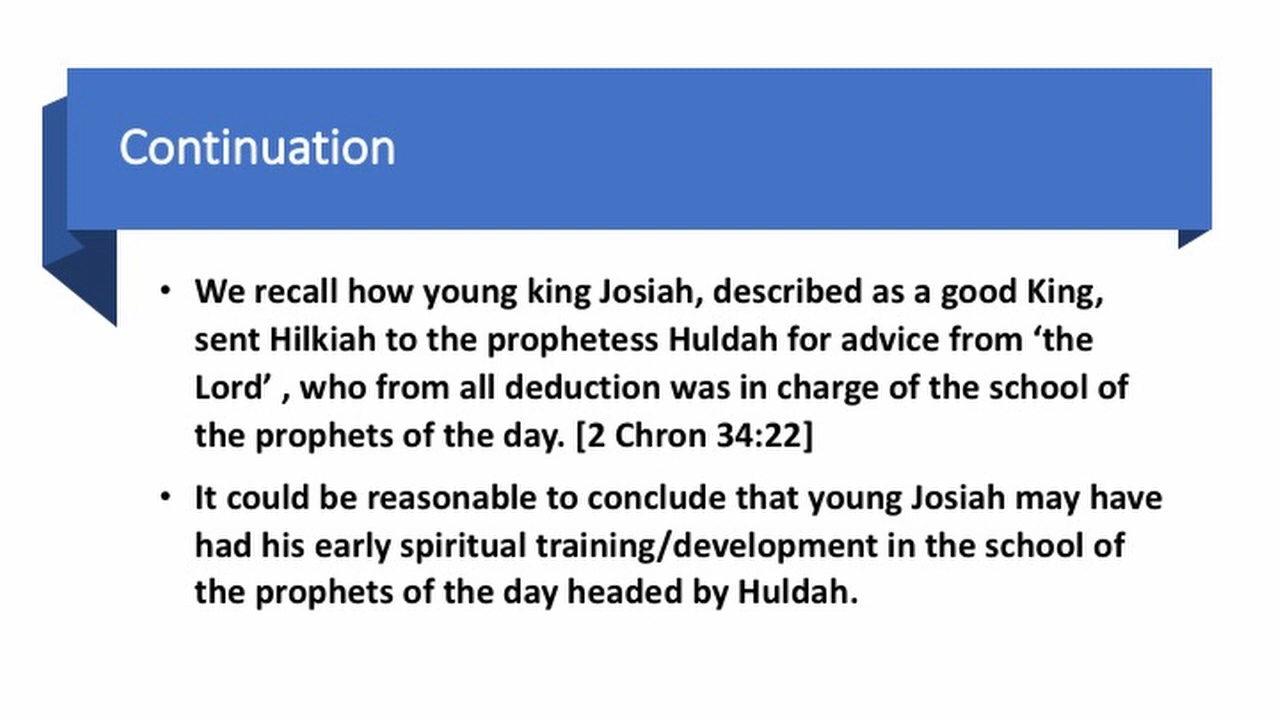 Continuation
• We recall how young king Josiah, described as a good King,
sent Hilkiah to the prophetess Huldah for advice from ‘the
Lord’ , who from all deduction was in charge of the school of
the prophets of the day. [2 Chron 34:22]
• It could be reasonable to conclude that young Josiah may have
had his early spiritual training/development in the school of
the prophets of the day headed by Huldah.